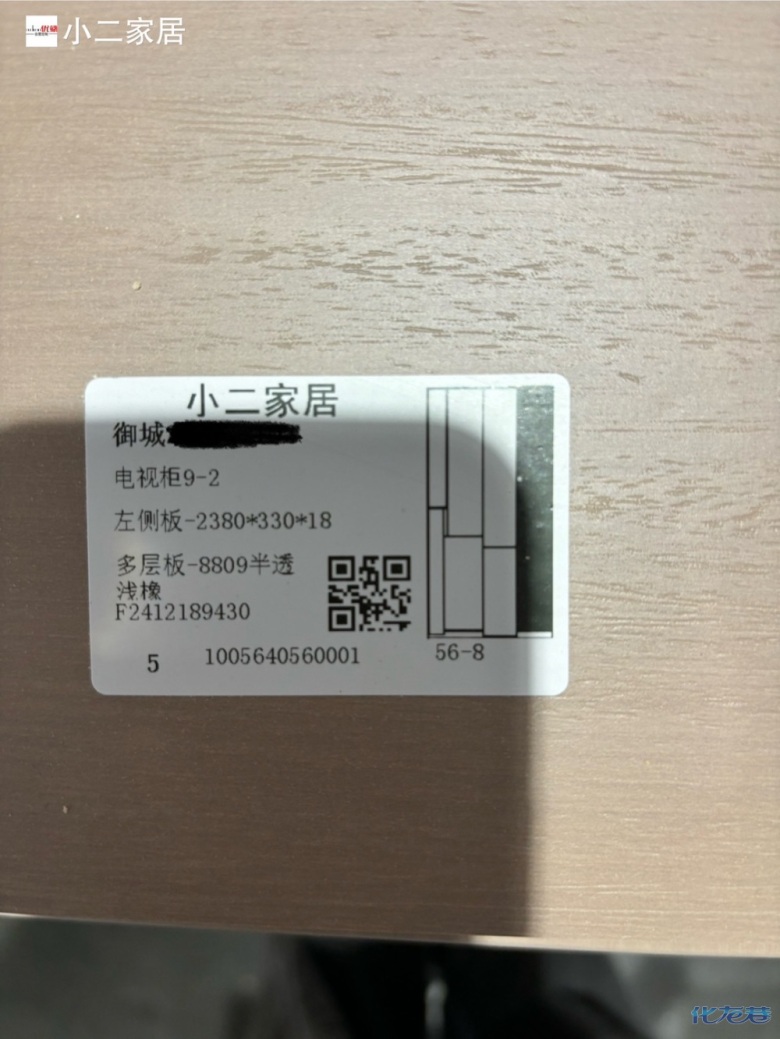 小二家居
小二家居
御城
电视柜9-2
左侧板-2380*330*18
多层板-8809半透
浅橡
F2412189430
5 1005640560001 56-8
化龙巷